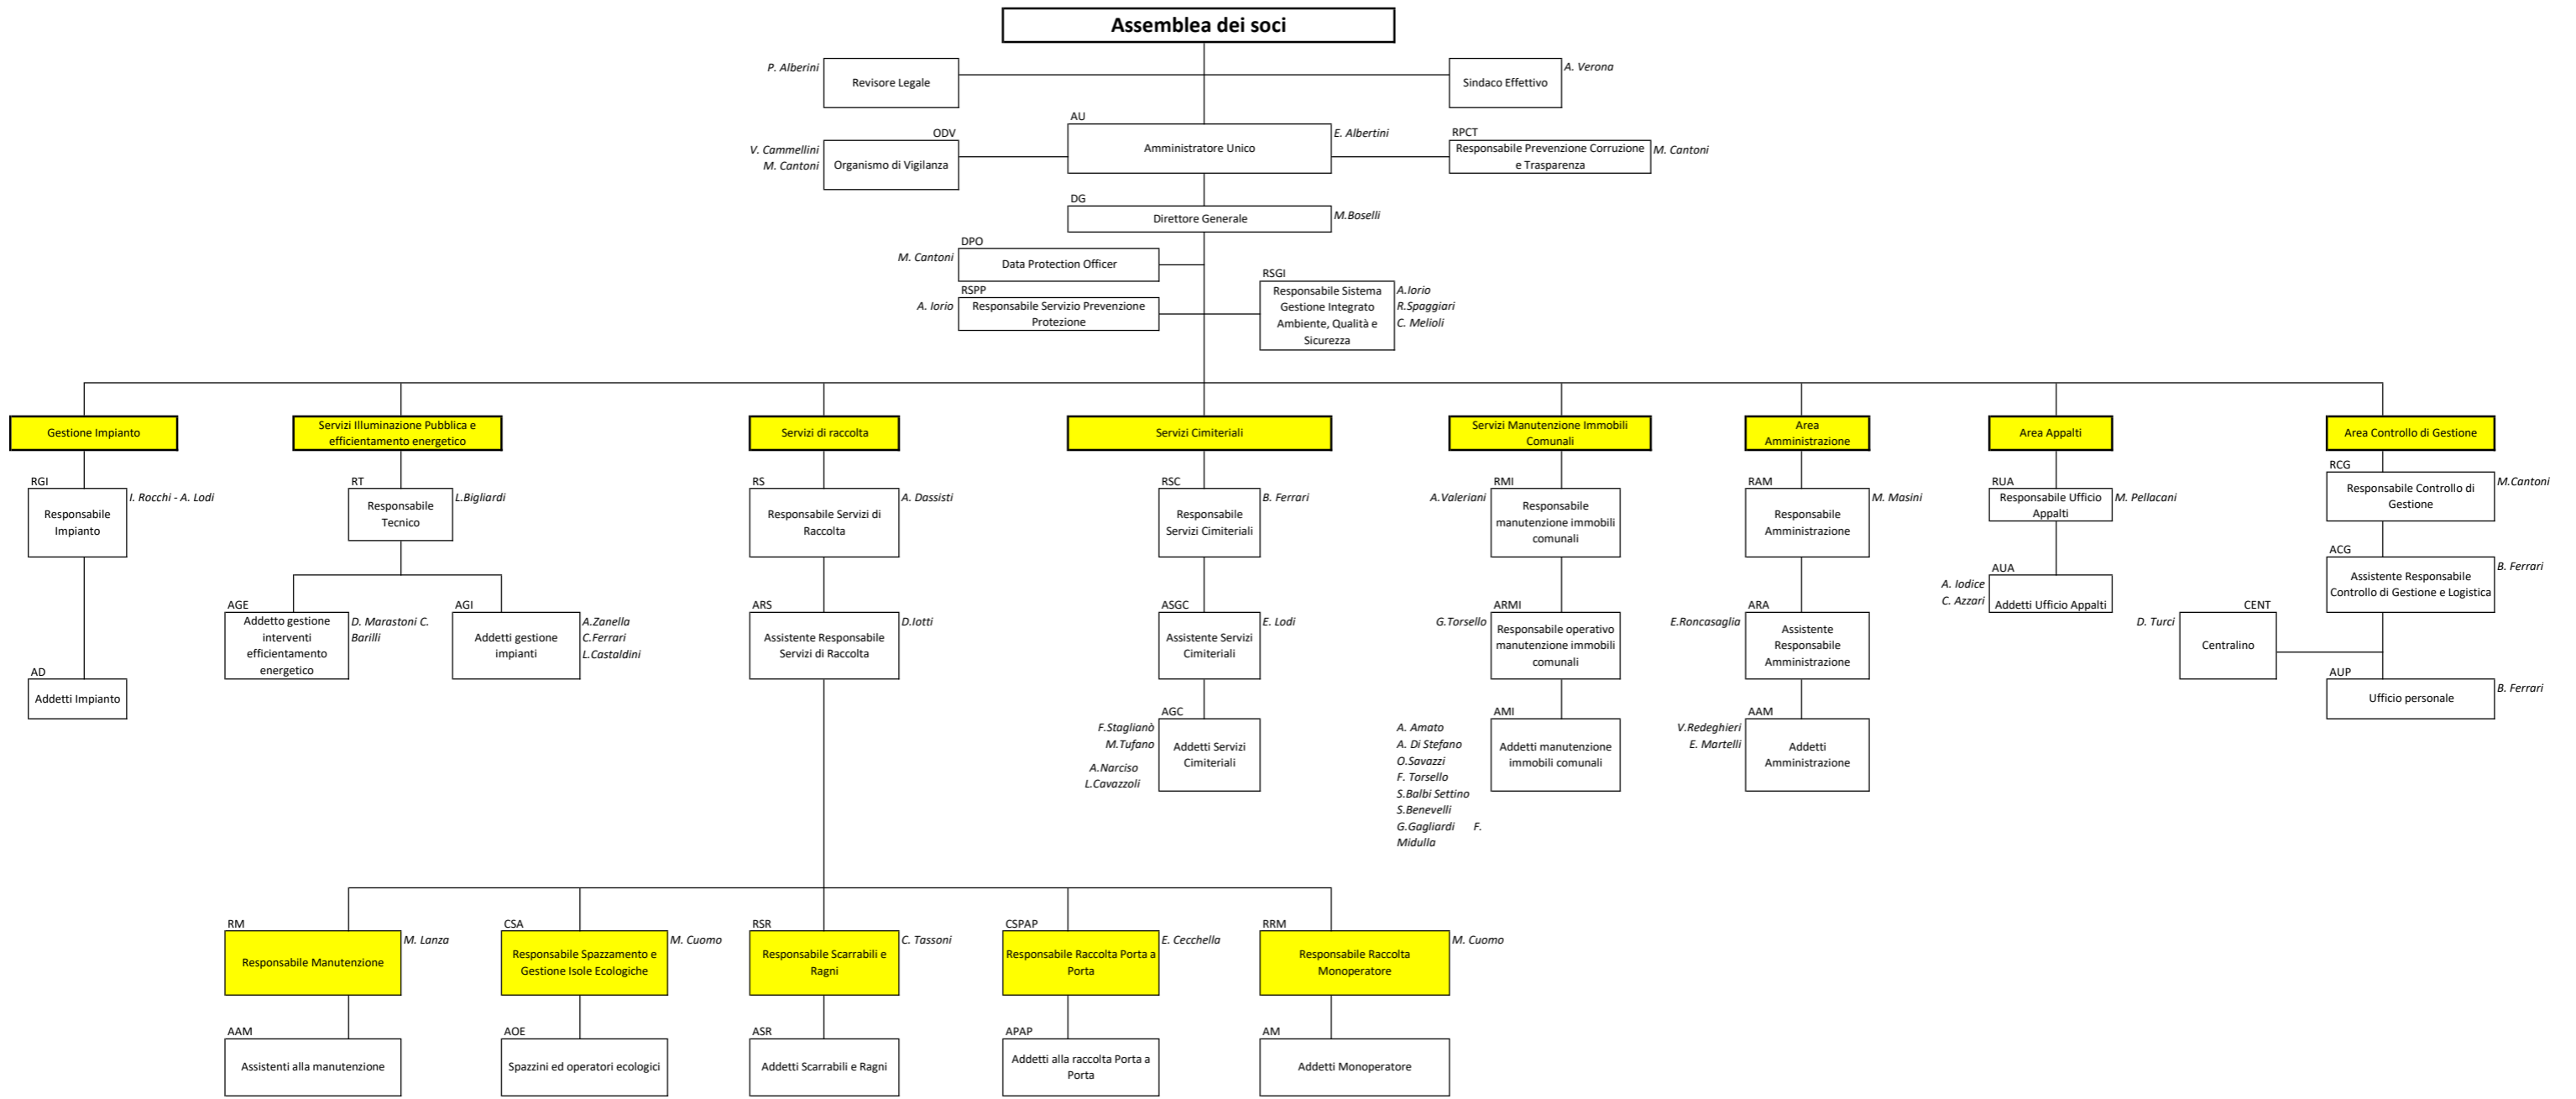 Assemblea dei soci
P. Alberini
Revisore Legale
Sindaco Effettivo
A. Verona
AU
Amministratore Unico
E. Albertini
ODV
V. Cammellini
M. Cantoni
Organismo di Vigilanza
RPCT
Responsabile Prevenzione Corruzione
e Trasparenza
M. Cantoni
DG
Direttore Generale
M.Boselli
DPO
M. Cantoni
Data Protection Officer
RSPP
A. Iorio
Responsabile Servizio Prevenzione
Protezione
RSGI
Responsabile Sistema
Gestione Integrato
Ambiente, Qualità e
Sicurezza
A.Iorio
R.Spaggiari
C. Melioli
Gestione Impianto
RGI
Responsabile
Impianto
I. Rocchi - A. Lodi
AD
Addetti Impianto
Servizi Illuminazione Pubblica e
efficientamento energetico
RT
Responsabile
Tecnico
L.Bigliardi
AGE
Addetto gestione
interventi
efficientamento
energetico
D. Marastoni C.
Barilli
AGI
Addetti gestione
impianti
A.Zanella
C.Ferrari
L.Castaldini
Servizi di raccolta
RS
Responsabile Servizi di
Raccolta
A. Dassisti
ARS
Assistente Responsabile
Servizi di Raccolta
D.Iotti
Servizi Cimiteriali
RSC
Responsabile
Servizi Cimiteriali
B. Ferrari
ASGC
Assistente Servizi
Cimiteriali
E. Lodi
AGC
Addetti Servizi
Cimiteriali
F.Staglianò
M.Tufano
A.Narciso
L.Cavazzoli
Servizi Manutenzione Immobili
Comunali
RMI
A.Valeriani
Responsabile
manutenzione immobili
comunali
ARMI
G.Torsello
Responsabile operativo
manutenzione immobili
comunali
AMI
Addetti manutenzione
immobili comunali
A. Amato
A. Di Stefano
O.Savazzi
F. Torsello
S.Balbi Settino
S.Benevelli
G.Gagliardi F.
Midulla
Area
Amministrazione
RAM
Responsabile
Amministrazione
M. Masini
ARA
E.Roncasaglia
Assistente
Responsabile
Amministrazione
AAM
V.Redeghieri
E. Martelli
Addetti
Amministrazione
Area Appalti
RUA
Responsabile Ufficio
Appalti
M. Pellacani
AUA
A. Iodice
C. Azzari
Addetti Ufficio Appalti
Area Controllo di Gestione
RCG
Responsabile Controllo di
Gestione
M.Cantoni
ACG
Assistente Responsabile
Controllo di Gestione e Logistica
B. Ferrari
CENT
D. Turci
Centralino
AUP
Ufficio personale
B. Ferrari
RM
Responsabile Manutenzione
M. Lanza
CSA
Responsabile Spazzamento e
Gestione Isole Ecologiche
M. Cuomo
RSR
Responsabile Scarrabili e
Ragni
C. Tassoni
CSPAP
Responsabile Raccolta Porta a
Porta
E. Cecchella
RRM
Responsabile Raccolta
Monoperatore
M. Cuomo
AAM
Assistenti alla manutenzione
AOE
Spazzini ed operatori ecologici
ASR
Addetti Scarrabili e Ragni
APAP
Addetti alla raccolta Porta a
Porta
AM
Addetti Monoperatore